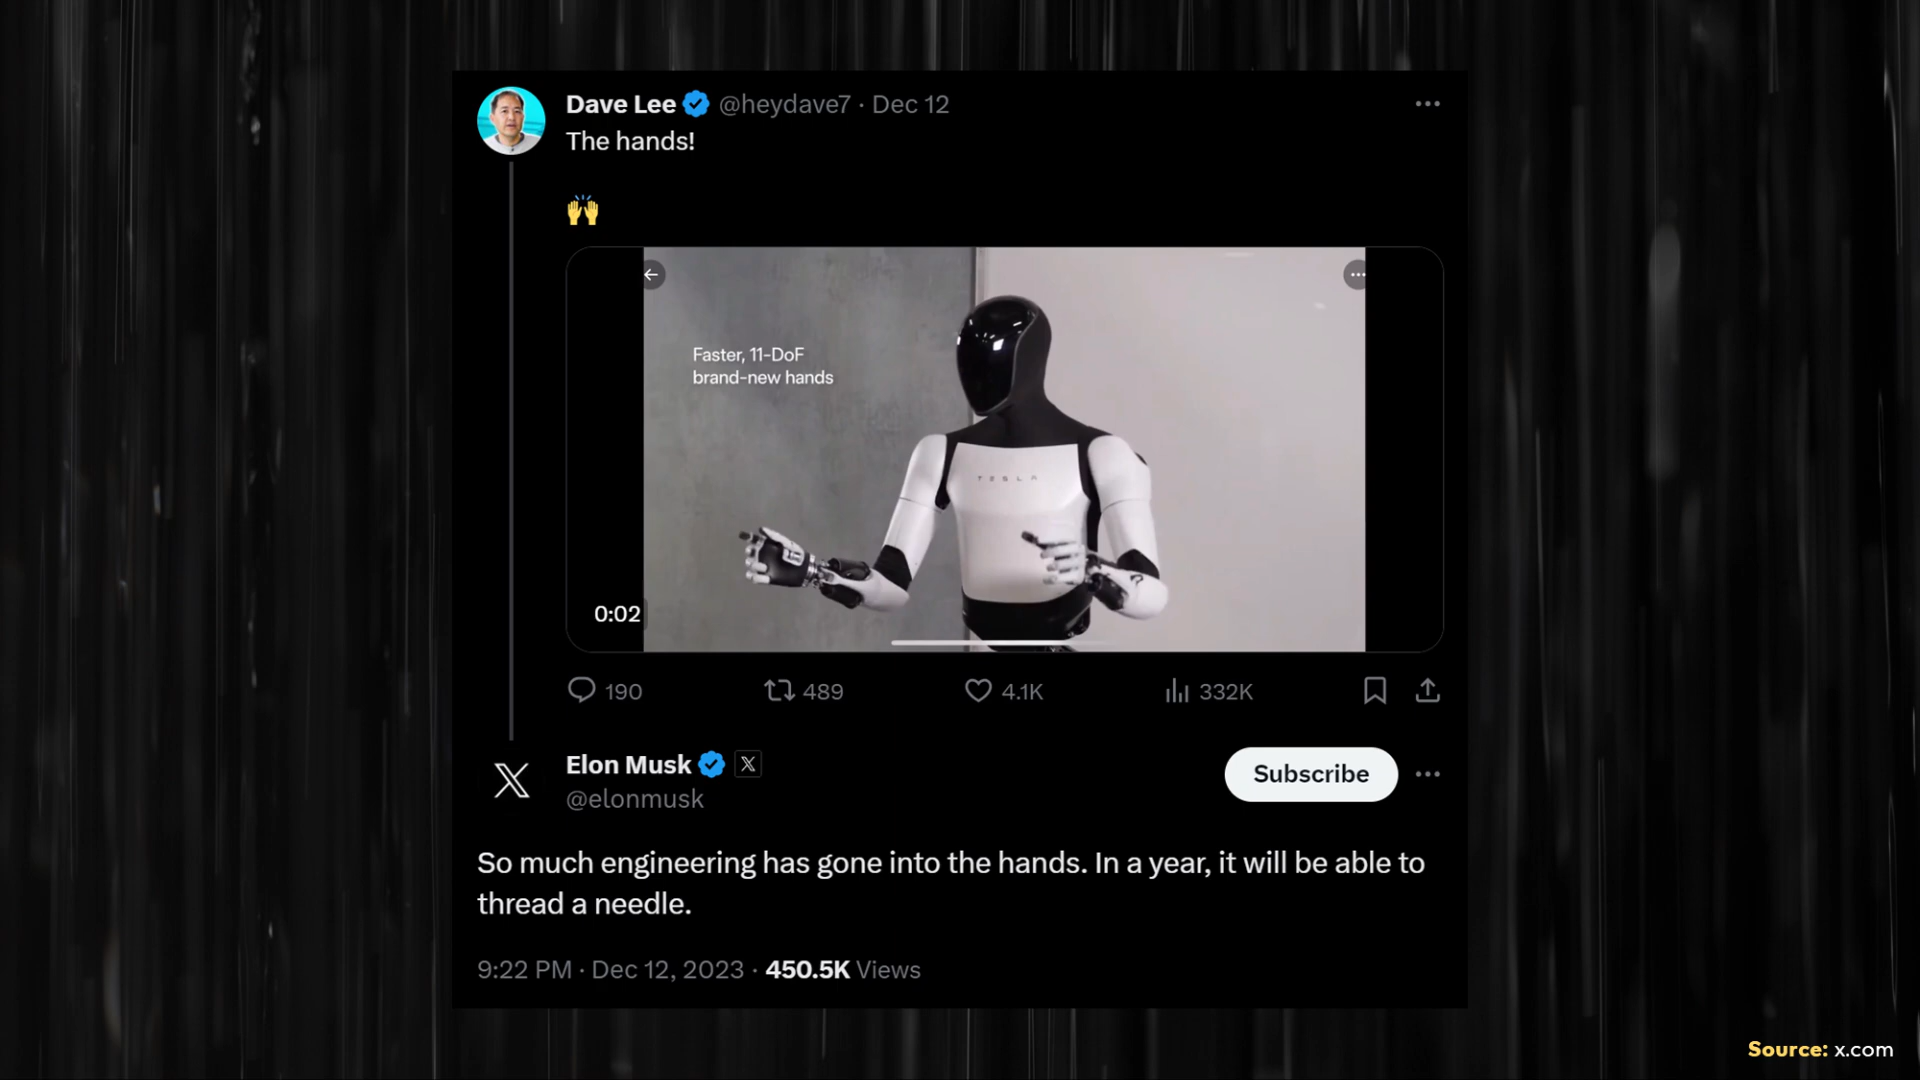 Dave Lee @heydave7 · Dec 12
The hands!
Faster, 11-DoF
brand-new hands
TESLA
0:02
190 489 4.1K 332K
Elon Musk X
@elonmusk
Subscribe
So much engineering has gone into the hands. In a year, it will be able to
thread a needle.
9:22 PM · Dec 12, 2023 · 450.5K Views
Source: x.com